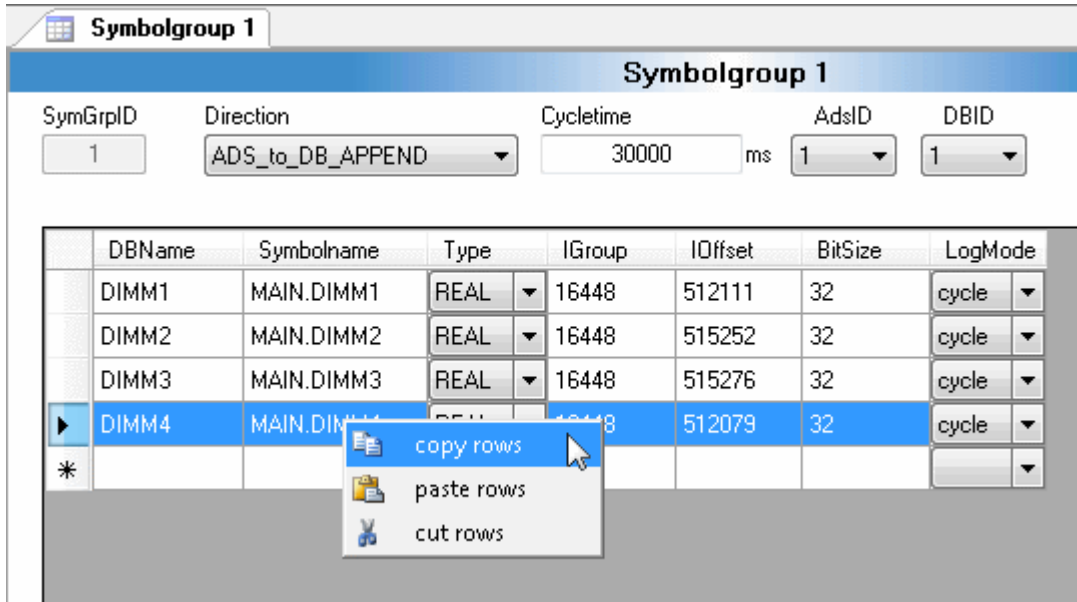 Symbolgroup 1
Symbolgroup 1
SymGrpID Direction Cycletime AdsID DBID
1 ADS_to_DB_APPEND 30000 ms 1 1
DBName Symbolname Type IGroup IOffset BitSize LogMode
DIMM1 MAIN.DIMM1 REAL 16448 512111 32 cycle
DIMM2 MAIN.DIMM2 REAL 16448 515252 32 cycle
DIMM3 MAIN.DIMM3 REAL 16448 515276 32 cycle
DIMM4 512079 32 cycle
copy rows
paste rows
cut rows